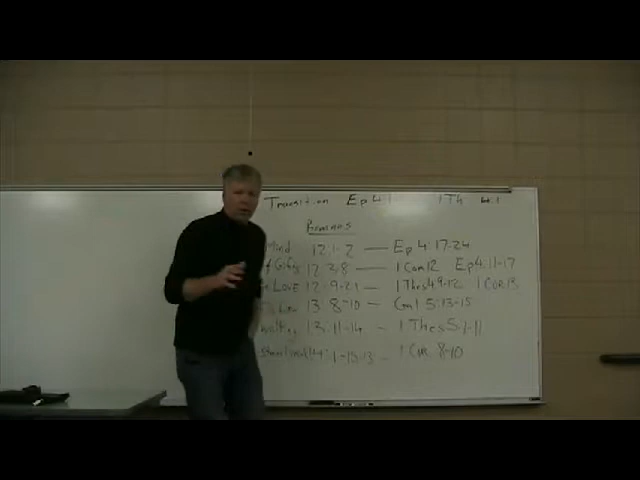 Transition Ep 4:1 1 Th 4:1
Romans
Mind 12:1-2 — Ep 4:17-24
Gifts 12:3-8 — 1 Cor 12 Ep 4:11-17
Love 12:9-21 — 1 Thes 4:9-12 1 Cor 13
13:8-10 — Gal 5:13-15
13:11-14 — 1 Thes 5:1-11
14:1-15:13 — 1 Cor 8-10